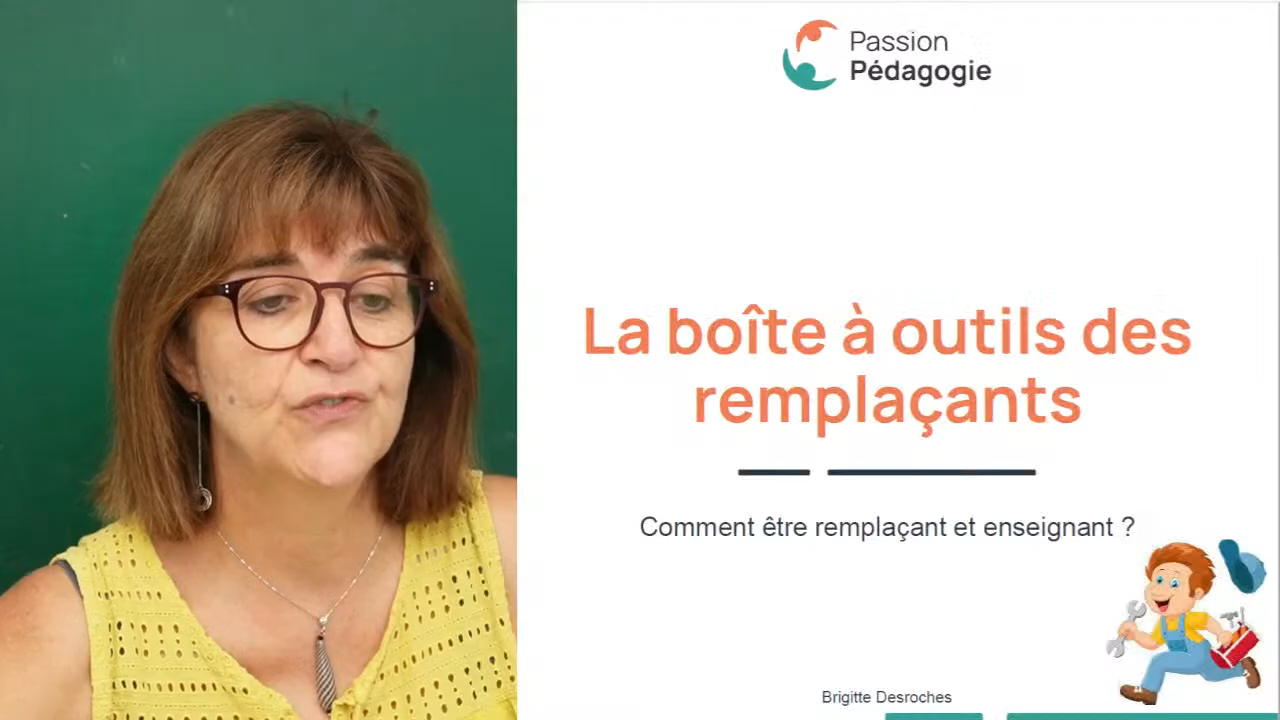 Passion
Pédagogie
La boîte à outils des
remplaçants
Comment être remplaçant et enseignant ?
Brigitte Desroches